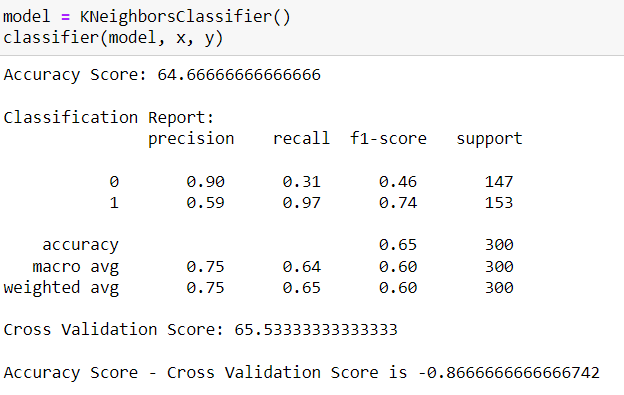 model = KNeighborsClassifier()
classifier(model, x, y)
Accuracy Score: 64.66666666666666
Classification Report:
precision recall f1-score support
0 0.90 0.31 0.46 147
1 0.59 0.97 0.74 153
accuracy 0.65 300
macro avg 0.75 0.64 0.60 300
weighted avg 0.75 0.65 0.60 300
Cross Validation Score: 65.53333333333333
Accuracy Score - Cross Validation Score is -0.8666666666666742